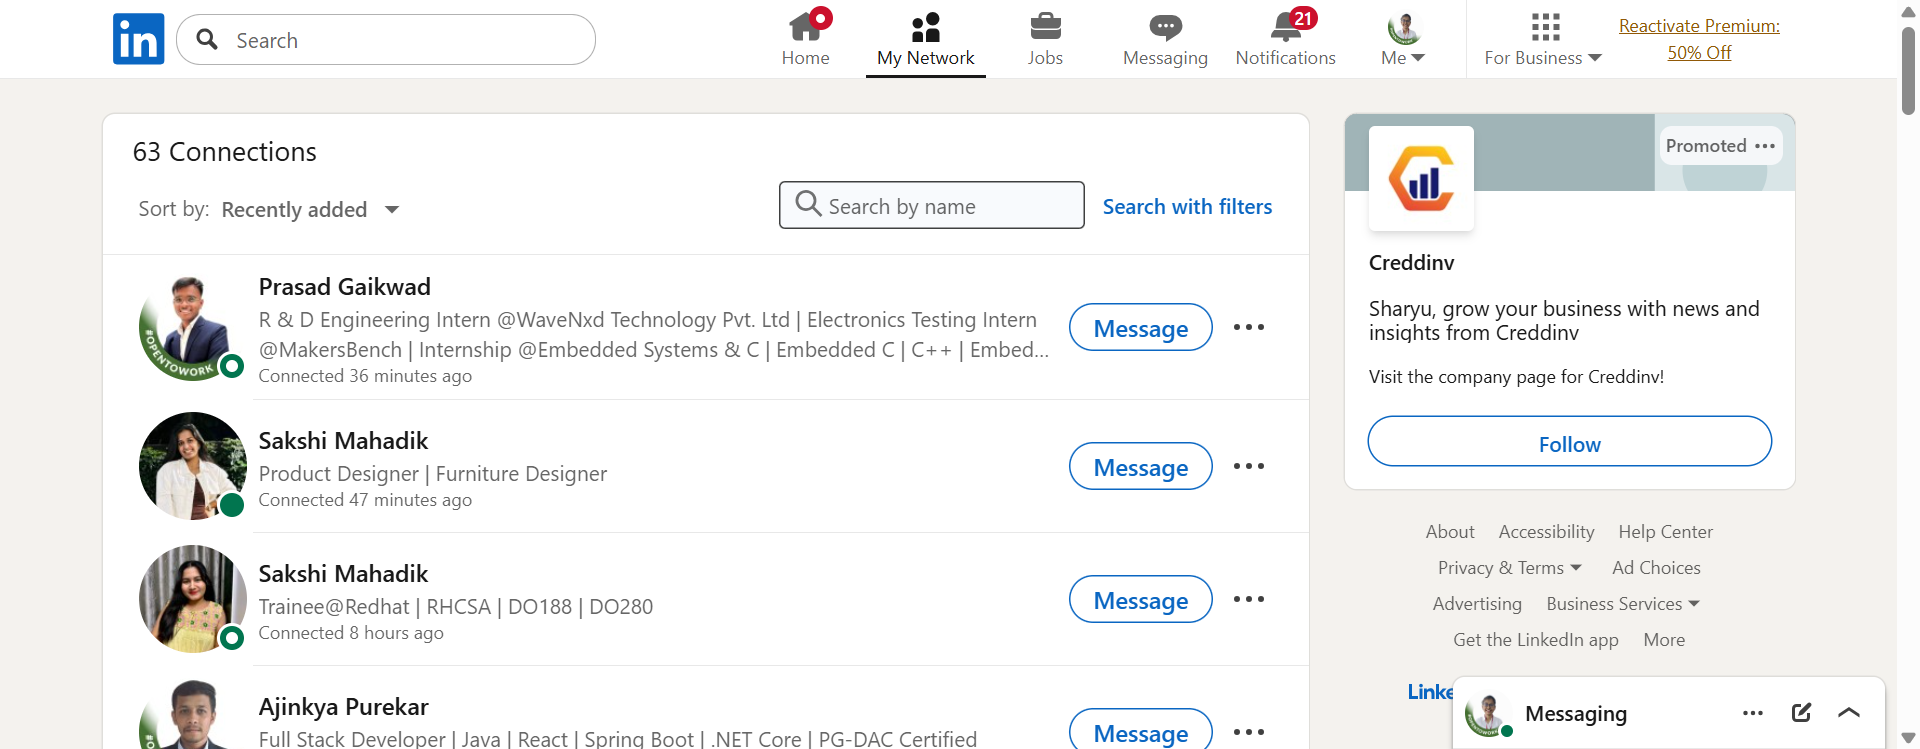 in
Search
Home
My Network
Jobs
Messaging
21
Notifications
Me
For Business
Reactivate Premium:
50% Off
63 Connections
Sort by: Recently added
Search by name
Search with filters
Prasad Gaikwad
R & D Engineering Intern @WaveNxd Technology Pvt. Ltd | Electronics Testing Intern
@MakersBench | Internship @Embedded Systems & C | Embedded C | C++ | Embed...
Connected 36 minutes ago
#OPENTOWORK
Message
Sakshi Mahadik
Product Designer | Furniture Designer
Connected 47 minutes ago
Message
Sakshi Mahadik
Trainee@Redhat | RHCSA | DO188 | DO280
Connected 8 hours ago
Message
Ajinkya Purekar
Full Stack Developer | Java | React | Spring Boot | .NET Core | PG-DAC Certified
Message
Promoted
Creddinv
Sharyu, grow your business with news and
insights from Creddinv
Visit the company page for Creddinv!
Follow
About Accessibility Help Center
Privacy & Terms Ad Choices
Advertising Business Services
Get the LinkedIn app More
Linke
Messaging